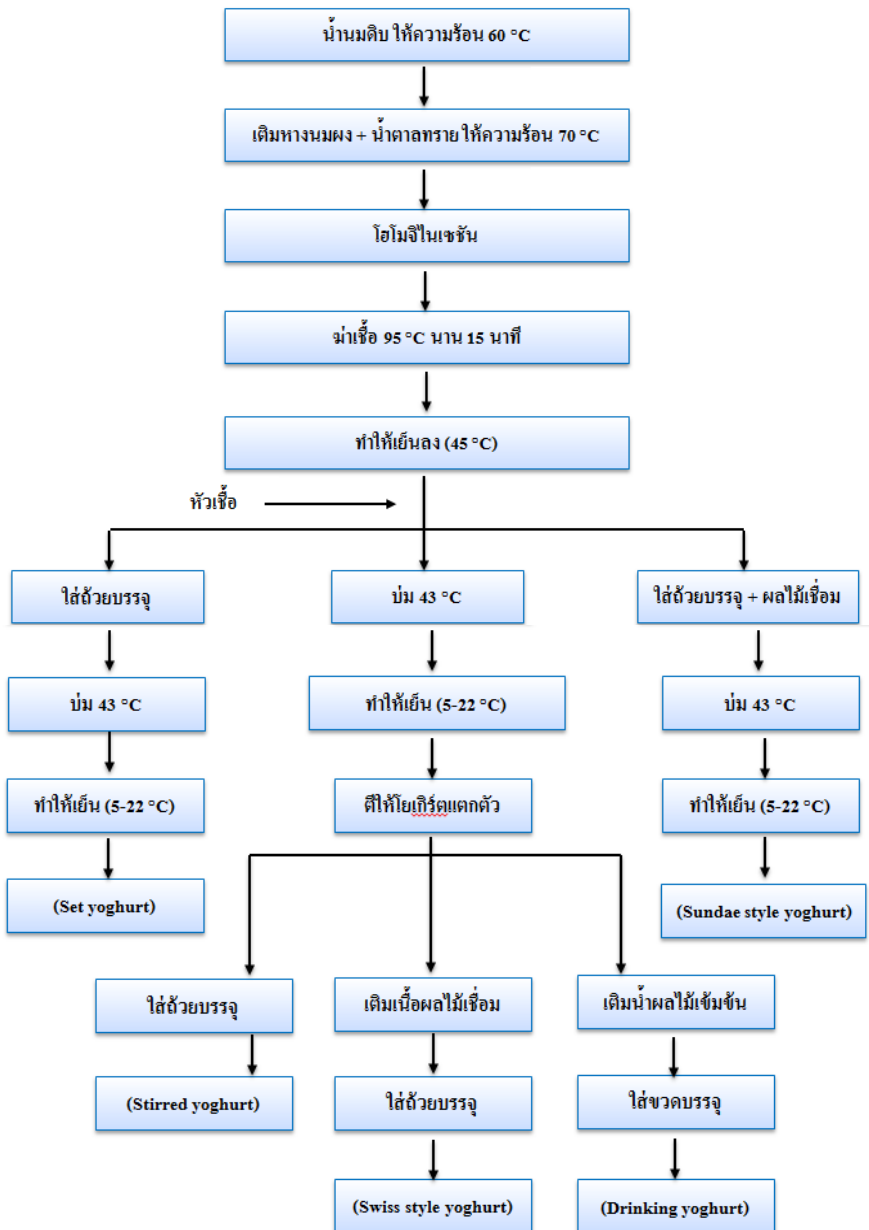 น้ำนมดิบ ให้ความร้อน 60 °C
เติมหางนมผง + น้ำตาลทราย ให้ความร้อน 70 °C
โฮโมจิไนเซชัน
ฆ่าเชื้อ 95 °C นาน 15 นาที
ทำให้เย็นลง (45 °C)
หัวเชื้อ
ใส่ถ้วยบรรจุ
บ่ม 43 °C
ใส่ถ้วยบรรจุ + ผลไม้เชื่อม
บ่ม 43 °C
ทำให้เย็น (5-22 °C)
บ่ม 43 °C
ทำให้เย็น (5-22 °C)
ตีให้โยเกิร์ตแตกตัว
ทำให้เย็น (5-22 °C)
(Set yoghurt)
(Sundae style yoghurt)
ใส่ถ้วยบรรจุ
เติมเนื้อผลไม้เชื่อม
เติมน้ำผลไม้เข้มข้น
(Stirred yoghurt)
ใส่ถ้วยบรรจุ
ใส่ขวดบรรจุ
(Swiss style yoghurt)
(Drinking yoghurt)